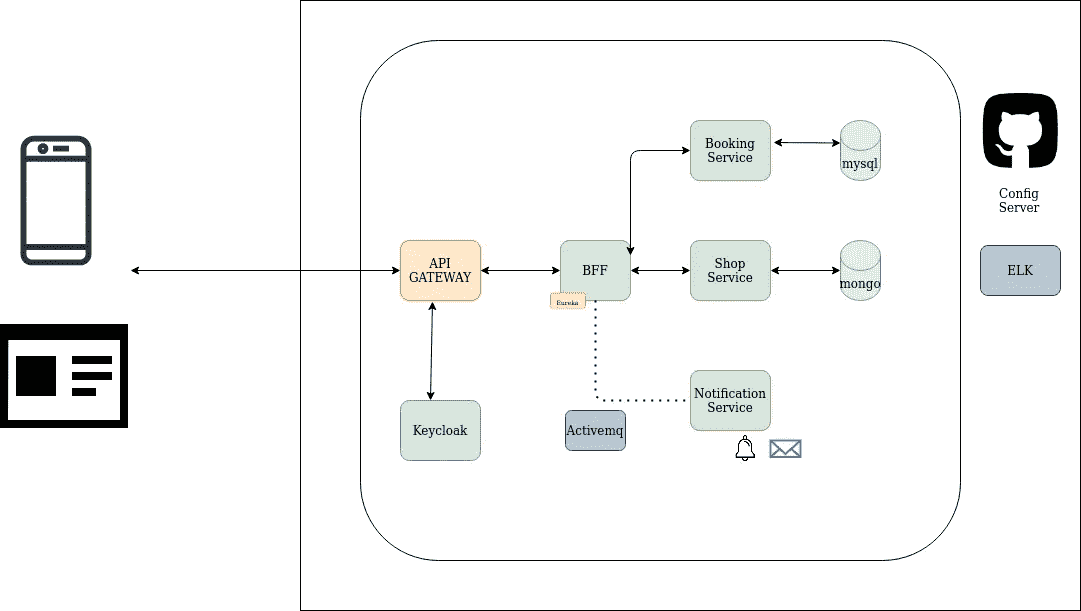 Booking
Service
mysql
Config
Server
API
GATEWAY
BFF
Eureka
Shop
Service
mongo
ELK
Notification
Service
Keycloak
Activemq